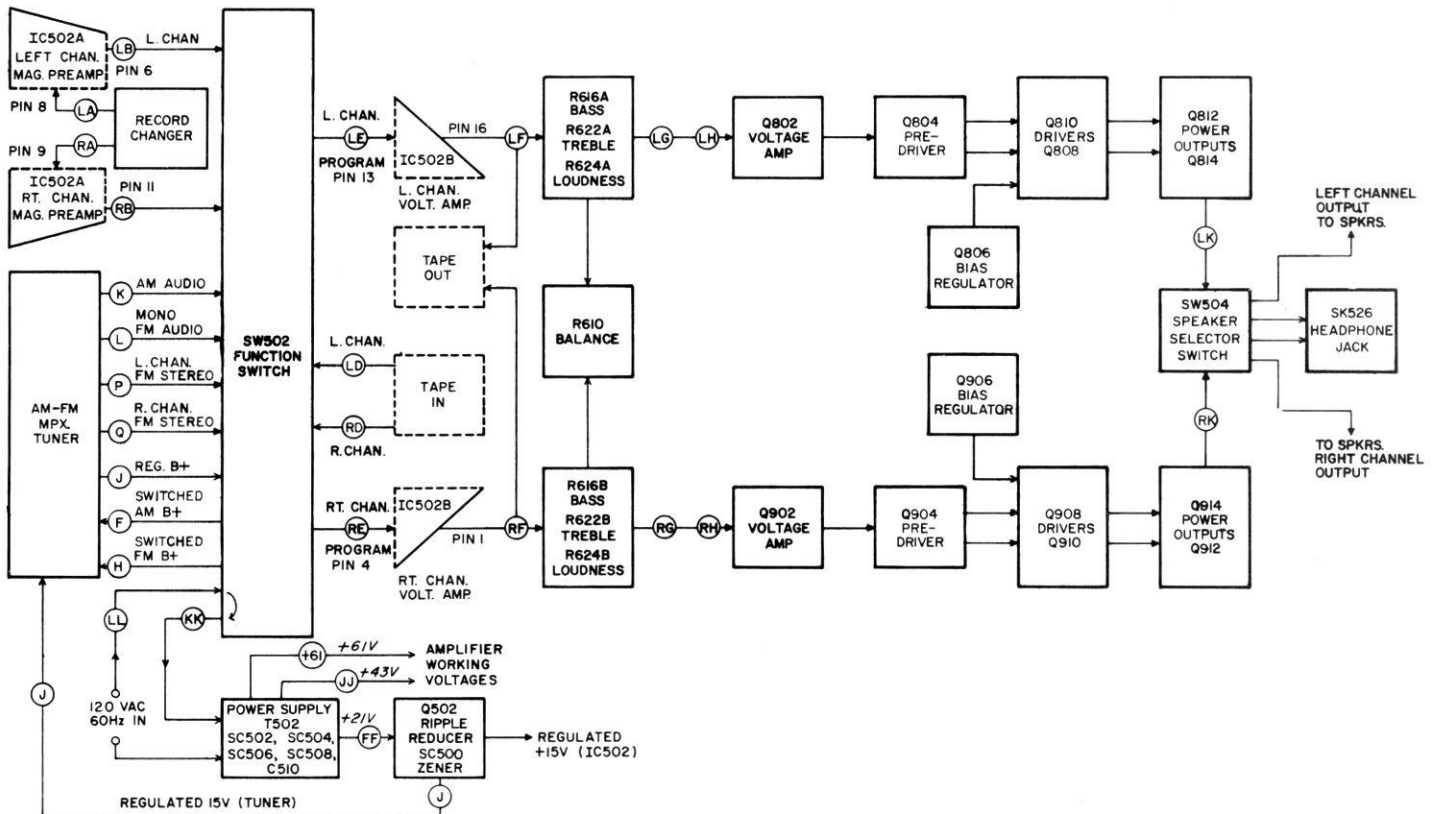 IC502A
LEFT CHAN.
MAG. PREAMP
LB
L. CHAN
PIN 6
PIN 8
LA
RECORD
CHANGER
RA
PIN 9
IC502A
RT. CHAN.
MAG. PREAMP
PIN 11
RB
AM-FM
MPX.
TUNER
K
AM AUDIO
L
MONO
FM AUDIO
P
L. CHAN.
FM STEREO
Q
R. CHAN.
FM STEREO
J
REG. B+
F
SWITCHED
AM B+
H
SWITCHED
FM B+
LL
KK
J
120 VAC
60Hz IN
SW502
FUNCTION
SWITCH
L. CHAN.
LE
PROGRAM
PIN 13
IC502B
L. CHAN.
VOLT. AMP.
PIN 16
LF
TAPE
OUT
L. CHAN.
LD
TAPE
IN
RD
R. CHAN.
RT. CHAN.
RE
PROGRAM
PIN 4
IC502B
RT. CHAN.
VOLT. AMP.
PIN 1
RF
R616A
BASS
R622A
TREBLE
R624A
LOUDNESS
R610
BALANCE
R616B
BASS
R622B
TREBLE
R624B
LOUDNESS
LG
LH
Q802
VOLTAGE
AMP
Q804
PRE-
DRIVER
Q810
DRIVERS
Q808
Q812
POWER
OUTPUTS
Q814
Q806
BIAS
REGULATOR
LK
LEFT CHANNEL
OUTPUT
TO SPKRS.
SW504
SPEAKER
SELECTOR
SWITCH
SK526
HEADPHONE
JACK
Q906
BIAS
REGULATOR
RK
TO SPKRS.
RIGHT CHANNEL
OUTPUT
RG
RH
Q902
VOLTAGE
AMP
Q904
PRE-
DRIVER
Q908
DRIVERS
Q910
Q914
POWER
OUTPUTS
Q912
+61
+61V
JJ
+43V
AMPLIFIER
WORKING
VOLTAGES
POWER SUPPLY
T502
SC502, SC504,
SC506, SC508,
C510
+21V
FF
Q502
RIPPLE
REDUCER
SC500
ZENER
REGULATED
+15V (IC502)
J
REGULATED 15V (TUNER)